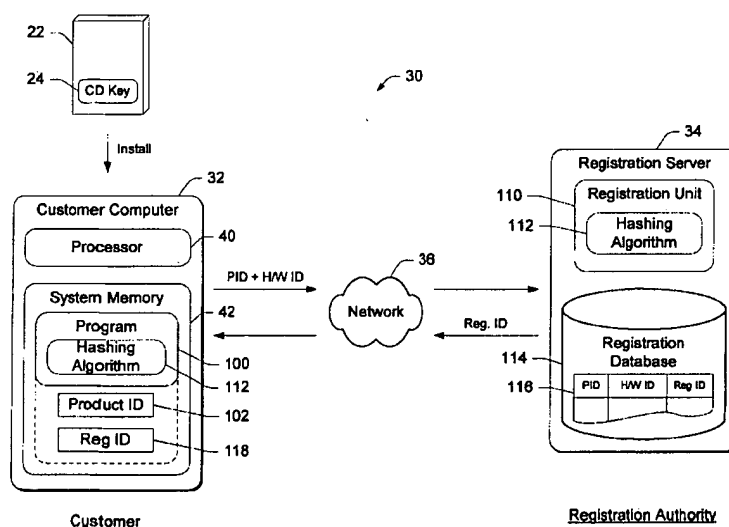 22
24
CD Key
Install
30
32
Customer Computer
Processor
40
System Memory
42
Program
Hashing
Algorithm
100
112
Product ID
102
Reg ID
118
Customer
PID + H/W ID
36
Network
Reg. ID
34
Registration Server
110
Registration Unit
112
Hashing
Algorithm
114
Registration
Database
116
PID H/W ID Reg ID
Registration Authority